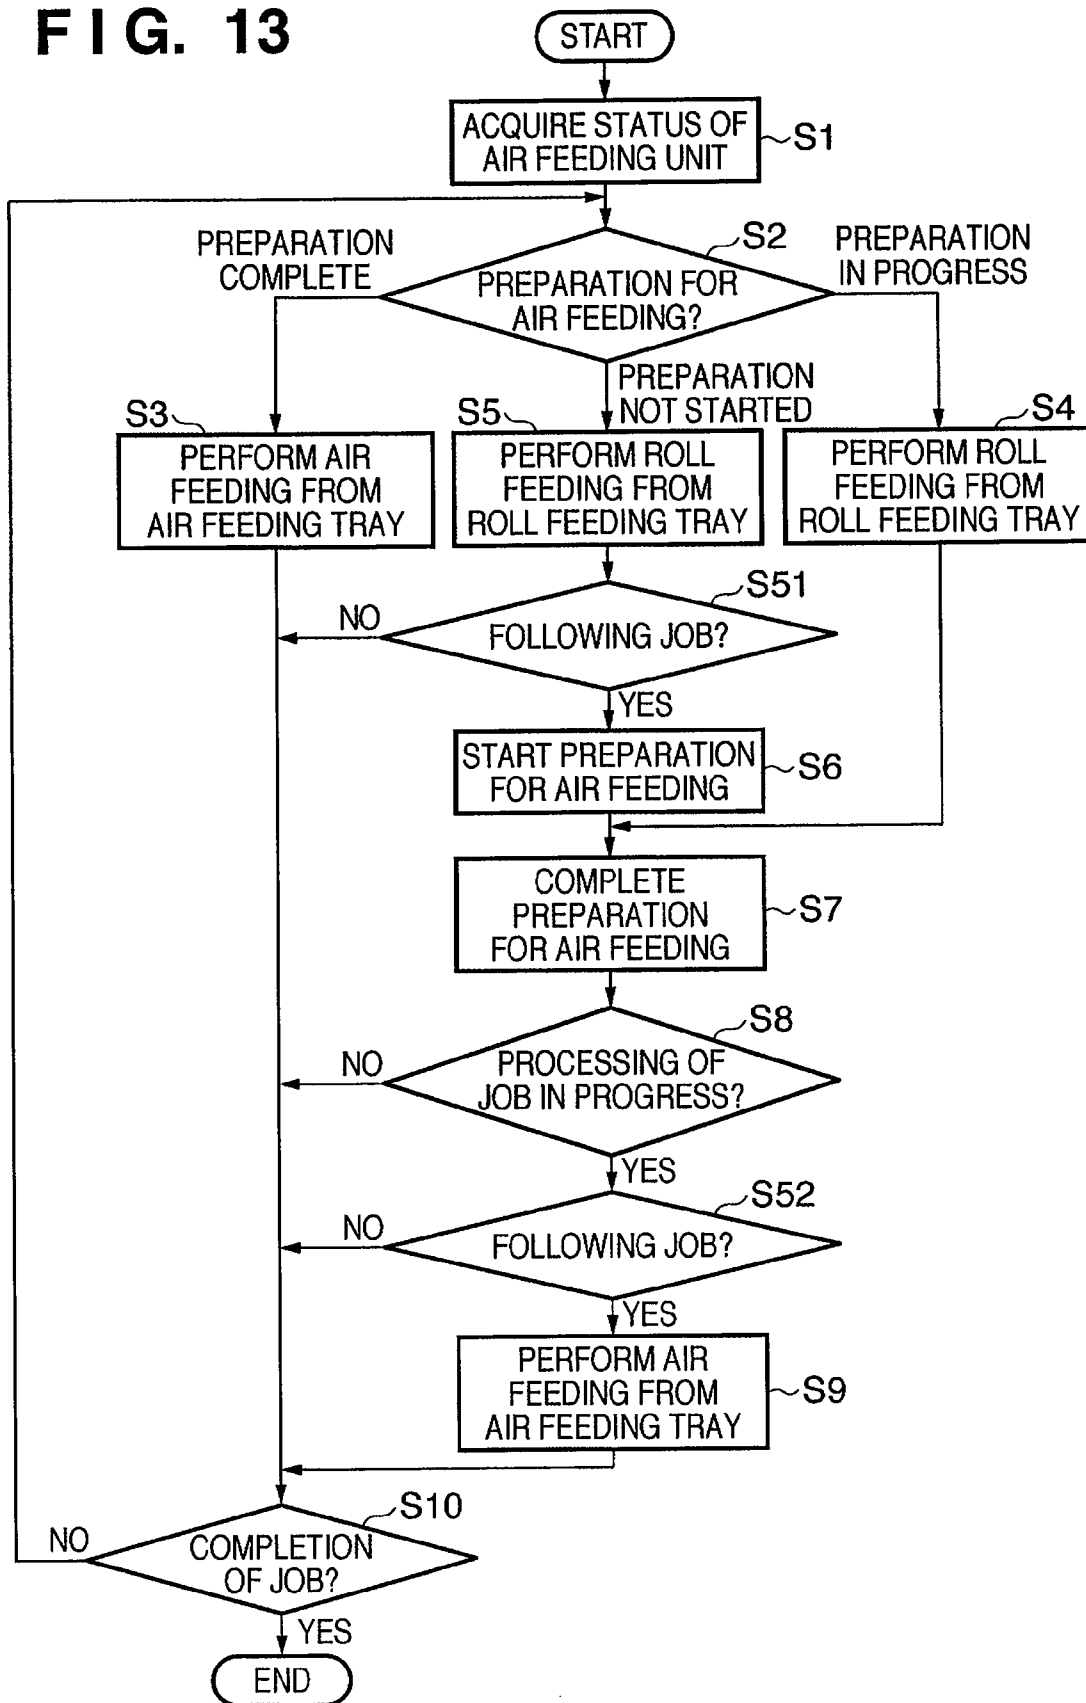 FIG. 13
START
ACQUIRE STATUS OF
AIR FEEDING UNIT
S1
S2
PREPARATION
COMPLETE
PREPARATION
IN PROGRESS
PREPARATION FOR
AIR FEEDING?
PREPARATION
NOT STARTED
S3
PERFORM AIR
FEEDING FROM
AIR FEEDING TRAY
S5
PERFORM ROLL
FEEDING FROM
ROLL FEEDING TRAY
S4
PERFORM ROLL
FEEDING FROM
ROLL FEEDING TRAY
S51
NO
FOLLOWING JOB?
YES
START PREPARATION
FOR AIR FEEDING
S6
COMPLETE
PREPARATION
FOR AIR FEEDING
S7
S8
NO
PROCESSING OF
JOB IN PROGRESS?
YES
S52
NO
FOLLOWING JOB?
YES
PERFORM AIR
FEEDING FROM
AIR FEEDING TRAY
S9
S10
NO
COMPLETION
OF JOB?
YES
END